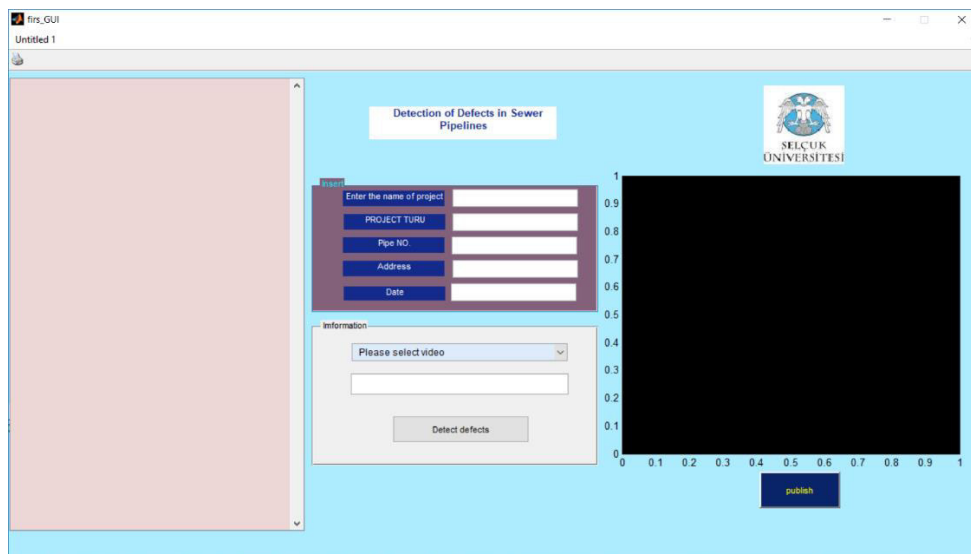 firs_GUI
Untitled 1
Detection of Defects in Sewer
Pipelines
SELÇUK
ÜNİVERSİTESİ
Insert
Enter the name of project
PROJECT TURU
Pipe NO.
Address
Date
Imformation
Please select video
Detect defects
1
0.9
0.8
0.7
0.6
0.5
0.4
0.3
0.2
0.1
0
0 0.1 0.2 0.3 0.4 0.5 0.6 0.7 0.8 0.9 1
publish